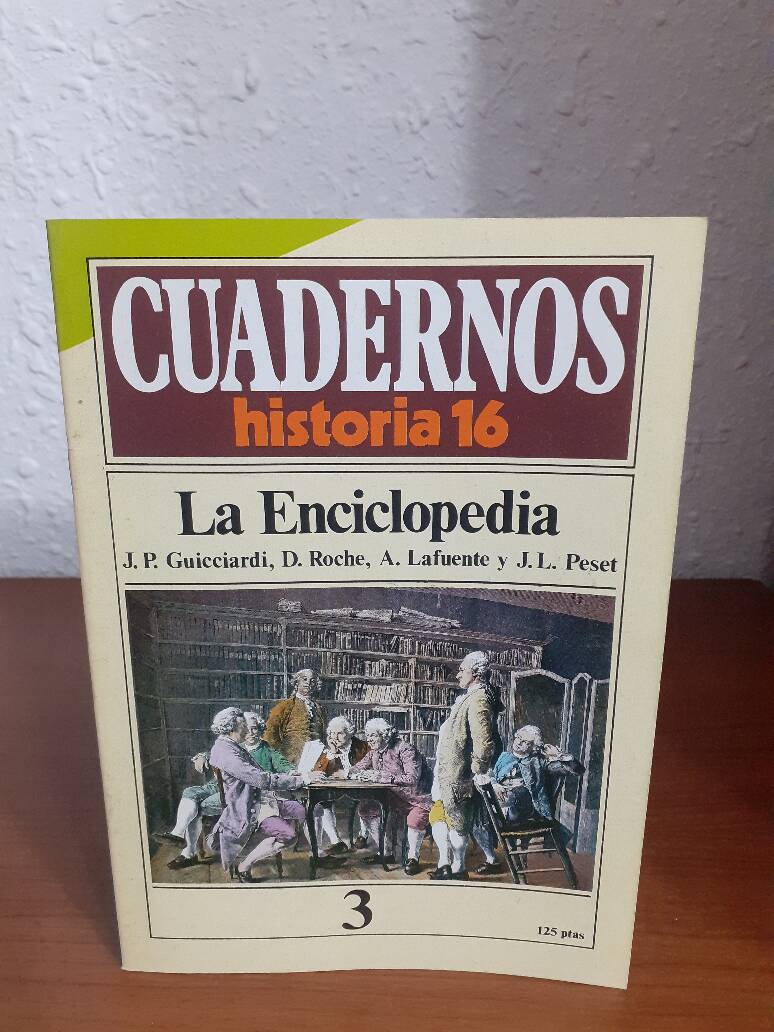 CUADERNOS
historia 16
La Enciclopedia
J. P. Guicciardi, D. Roche, A. Lafuente y J. L. Peset
3
125 ptas